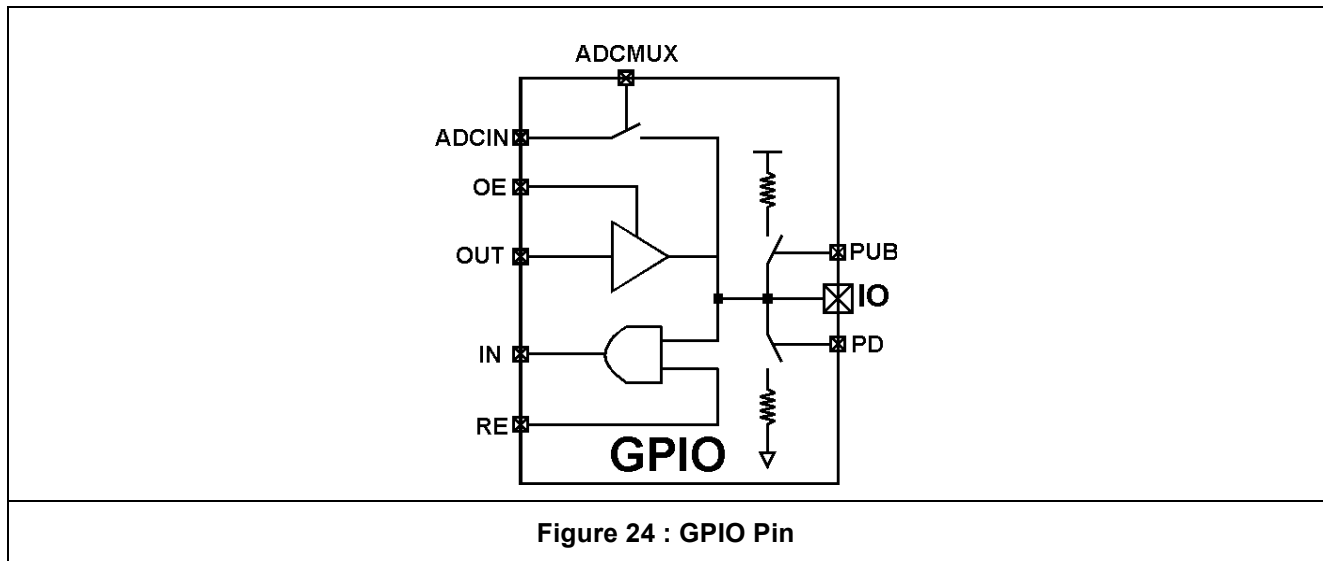 ADCMUX
ADCIN
OE
OUT
PUB
IO
IN
PD
RE
GPIO
Figure 24 : GPIO Pin